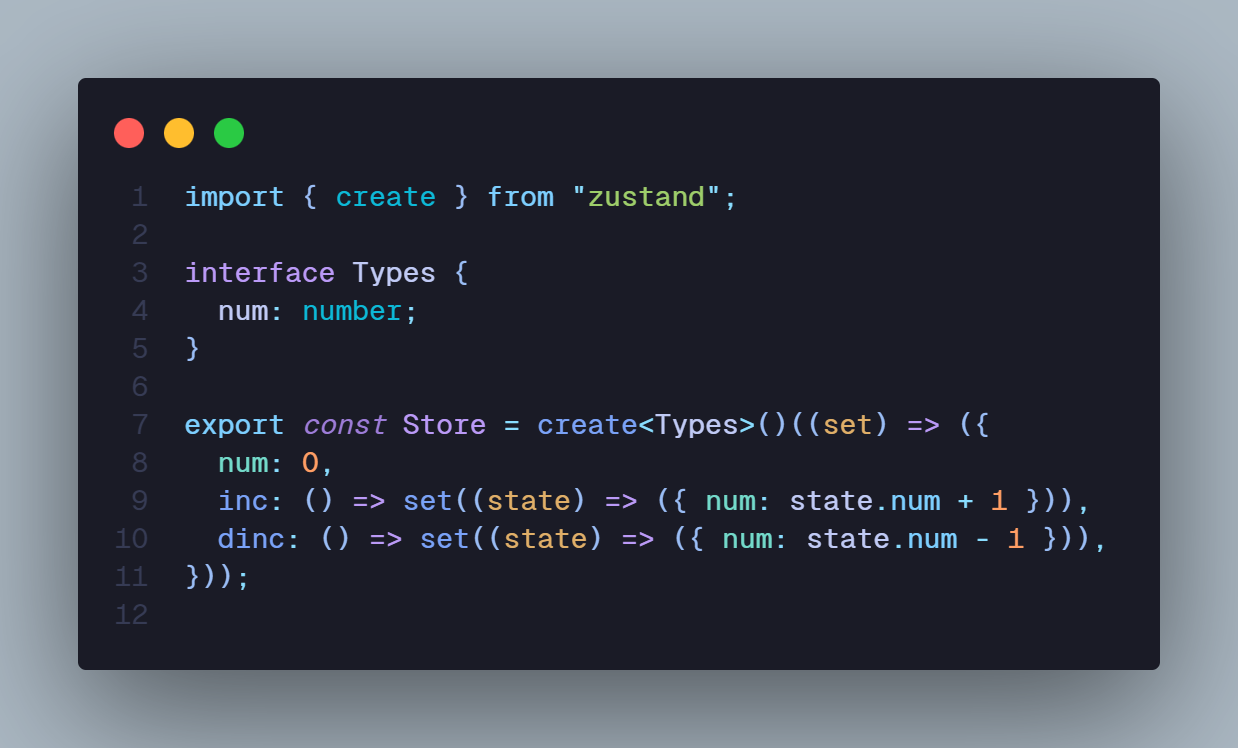 1 import { create } from "zustand";
2
3 interface Types {
4   num: number;
5 }
6
7 export const Store = create<Types>()((set) => ({
8   num: 0,
9   inc: () => set((state) => ({ num: state.num + 1 })),
10   dinc: () => set((state) => ({ num: state.num - 1 })),
11 }));
12